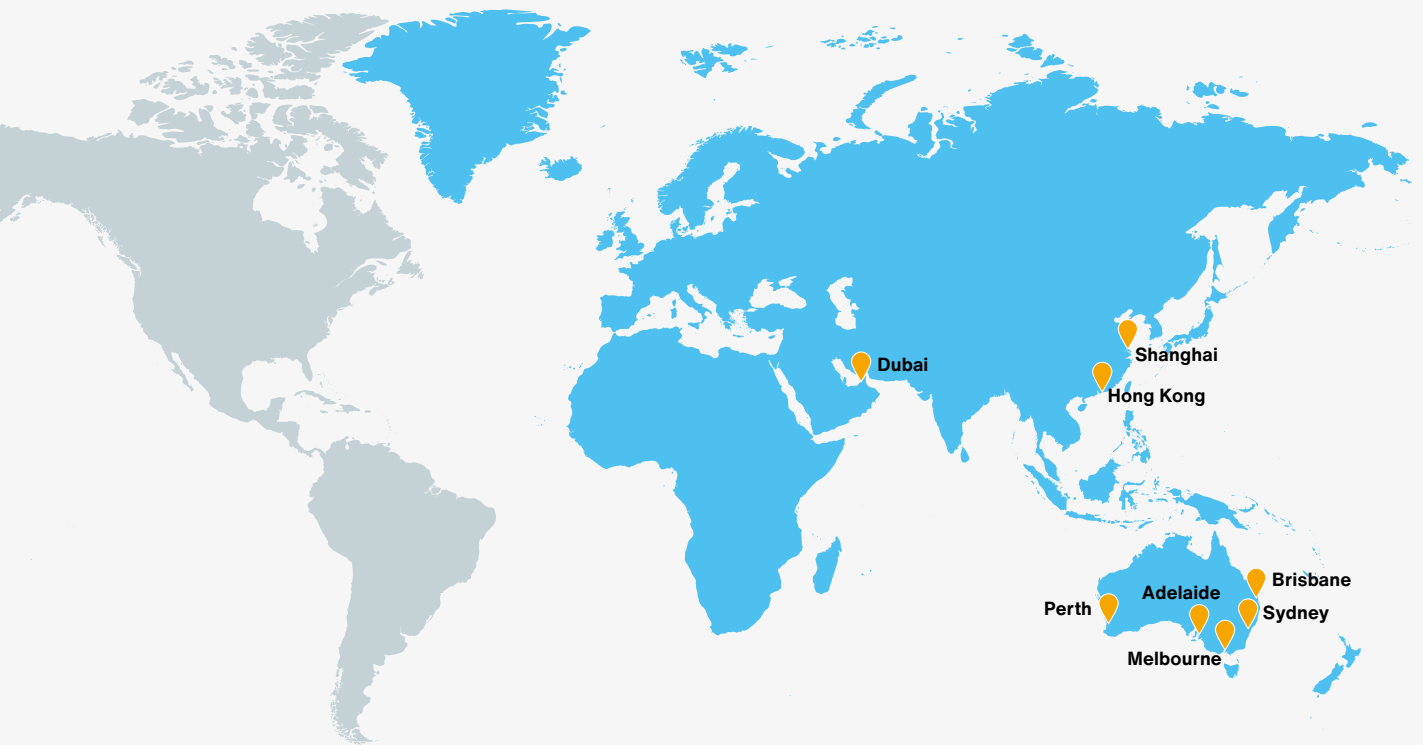 Dubai
Shanghai
Hong Kong
Brisbane
Adelaide
Perth
Sydney
Melbourne